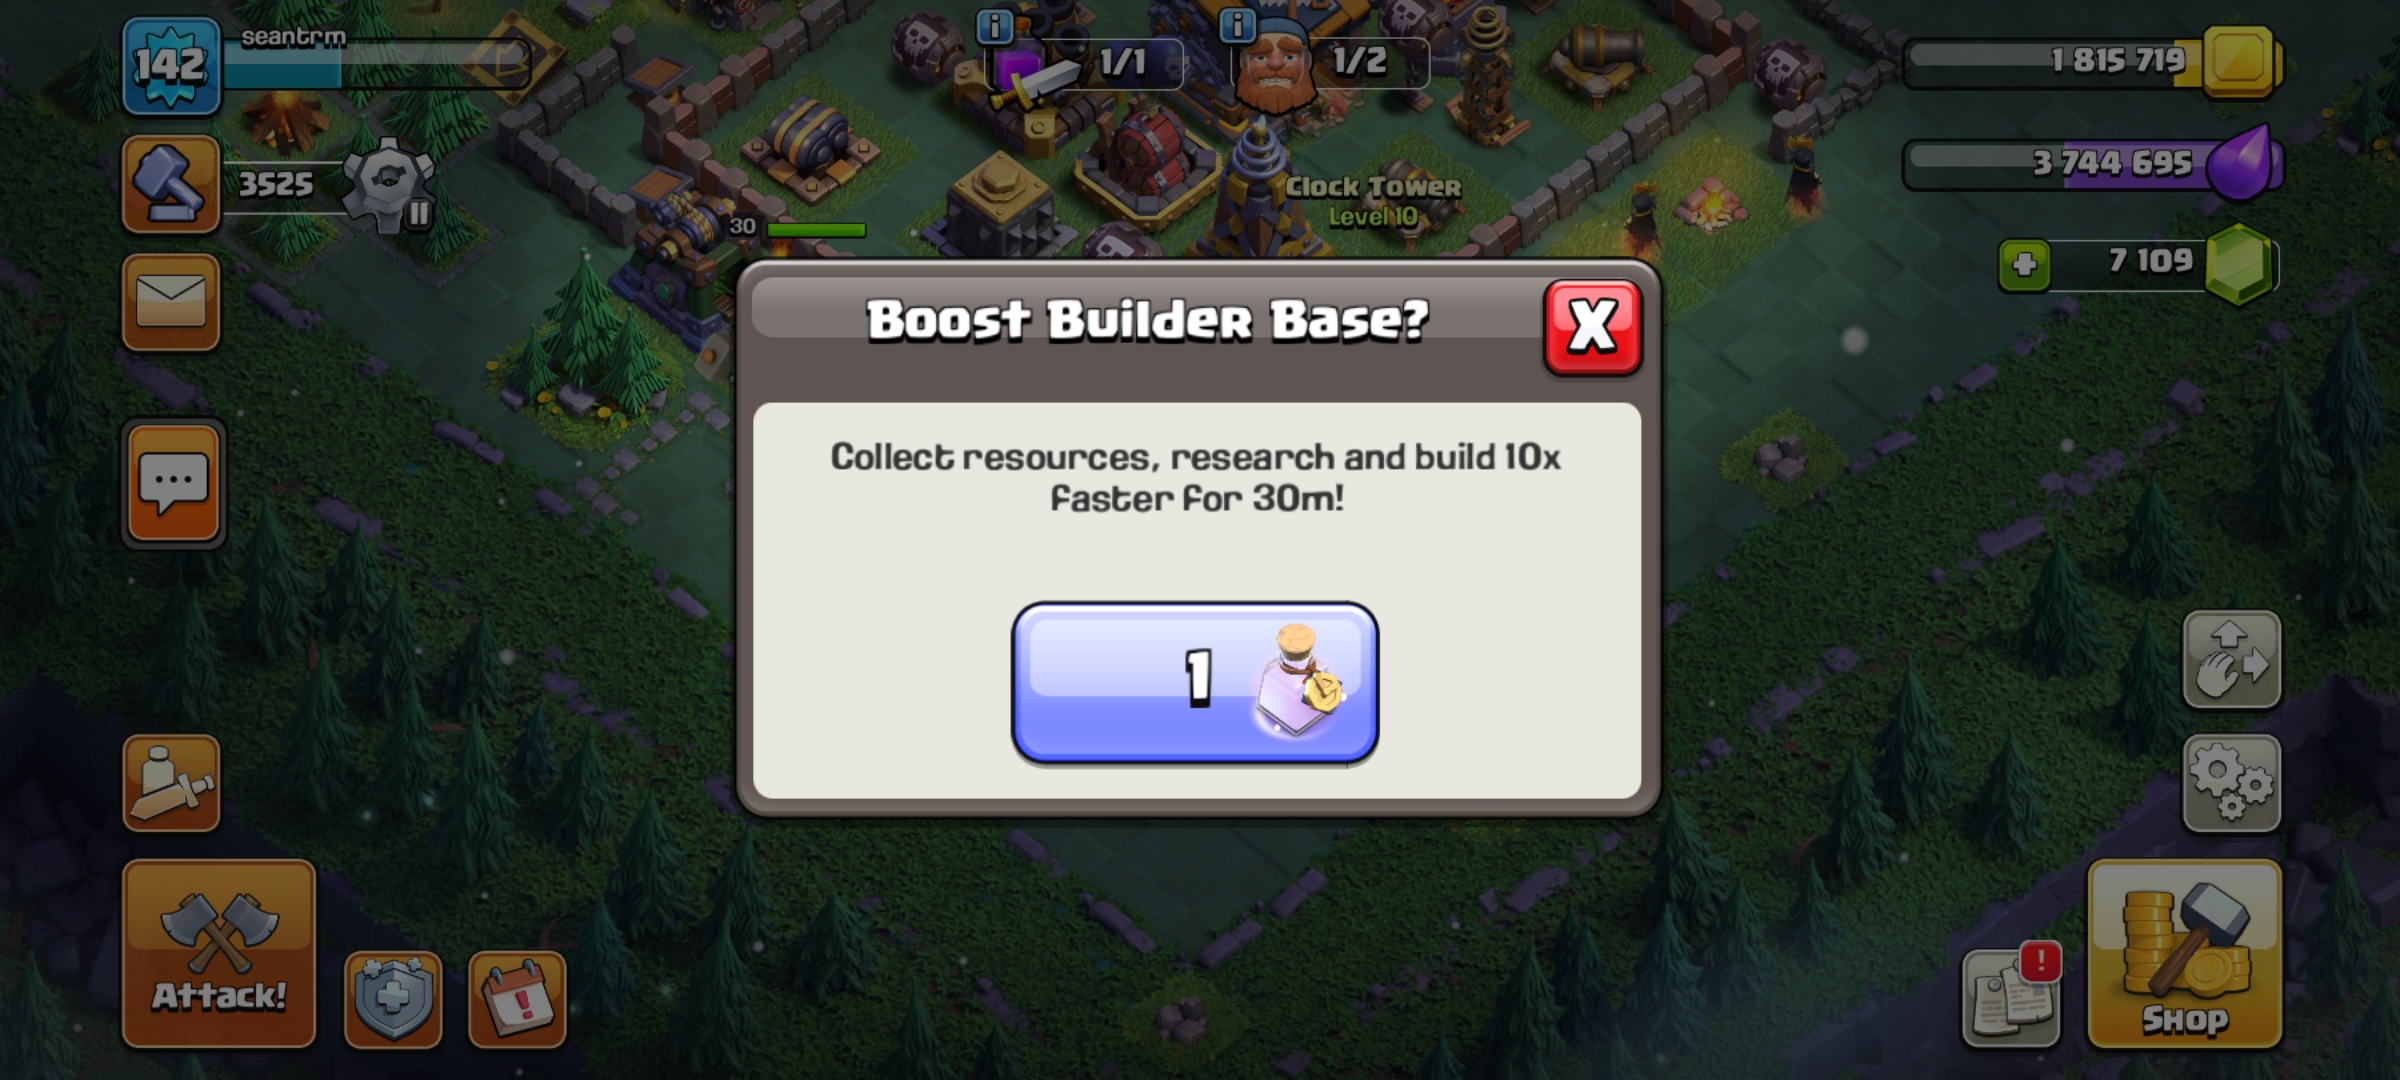 142
seantrm
1/1
1/2
1 815 719
3525
3 744 695
Clock Tower
Level 10
30
7 109
Boost Builder Base?
X
Collect resources, research and build 10x
faster for 30m!
1
Attack!
!
!
Shop